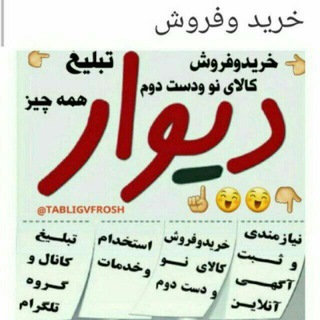 خرید وفروش
خریدوفروش
تبلیغ
کالای نو ودست دوم
همه چیز
دیوار
@TABLIGVFROSH
نیازمندی
و ثبت
آگهی
آنلاین
خریدوفروش
کالای نو
و دست دوم
استخدام
وخدمات
تبلیغ
کانال و
گروه
تلگرام